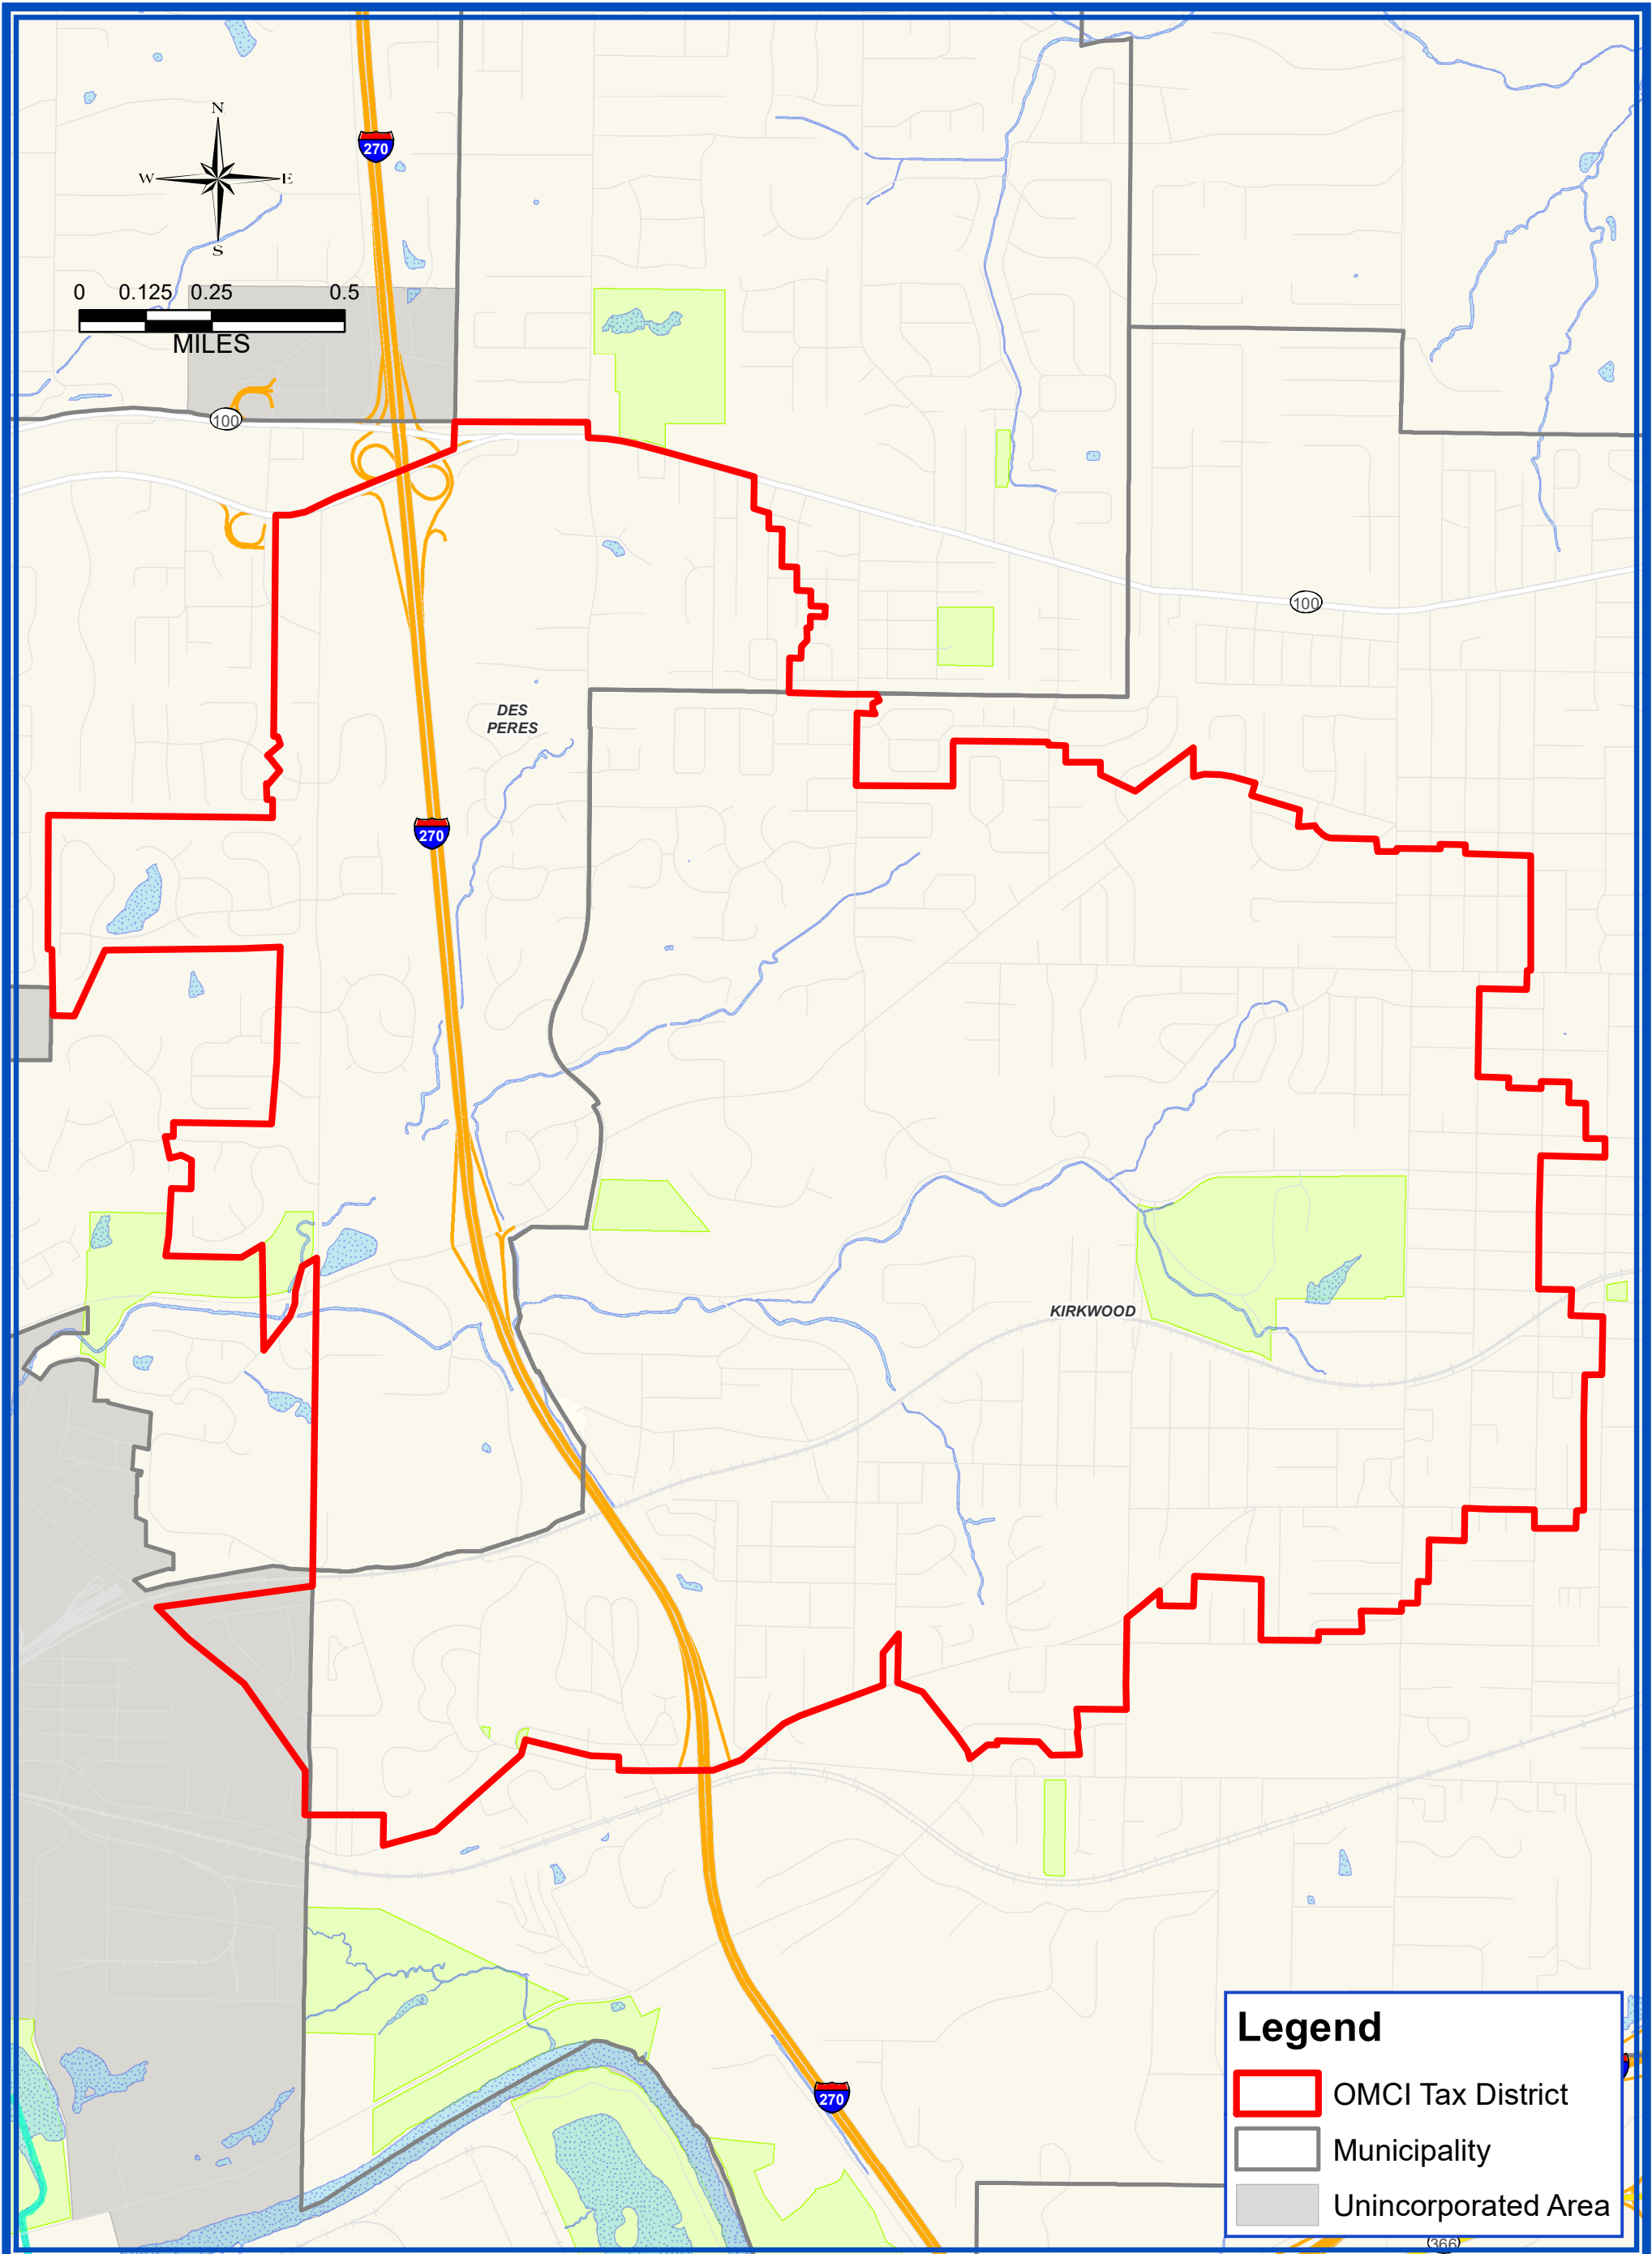 270
N
W E
S
0 0.125 0.25 0.5
MILES
100
100
DES
PERES
270
KIRKWOOD
270
Legend
OMCI Tax District
Municipality
Unincorporated Area
366